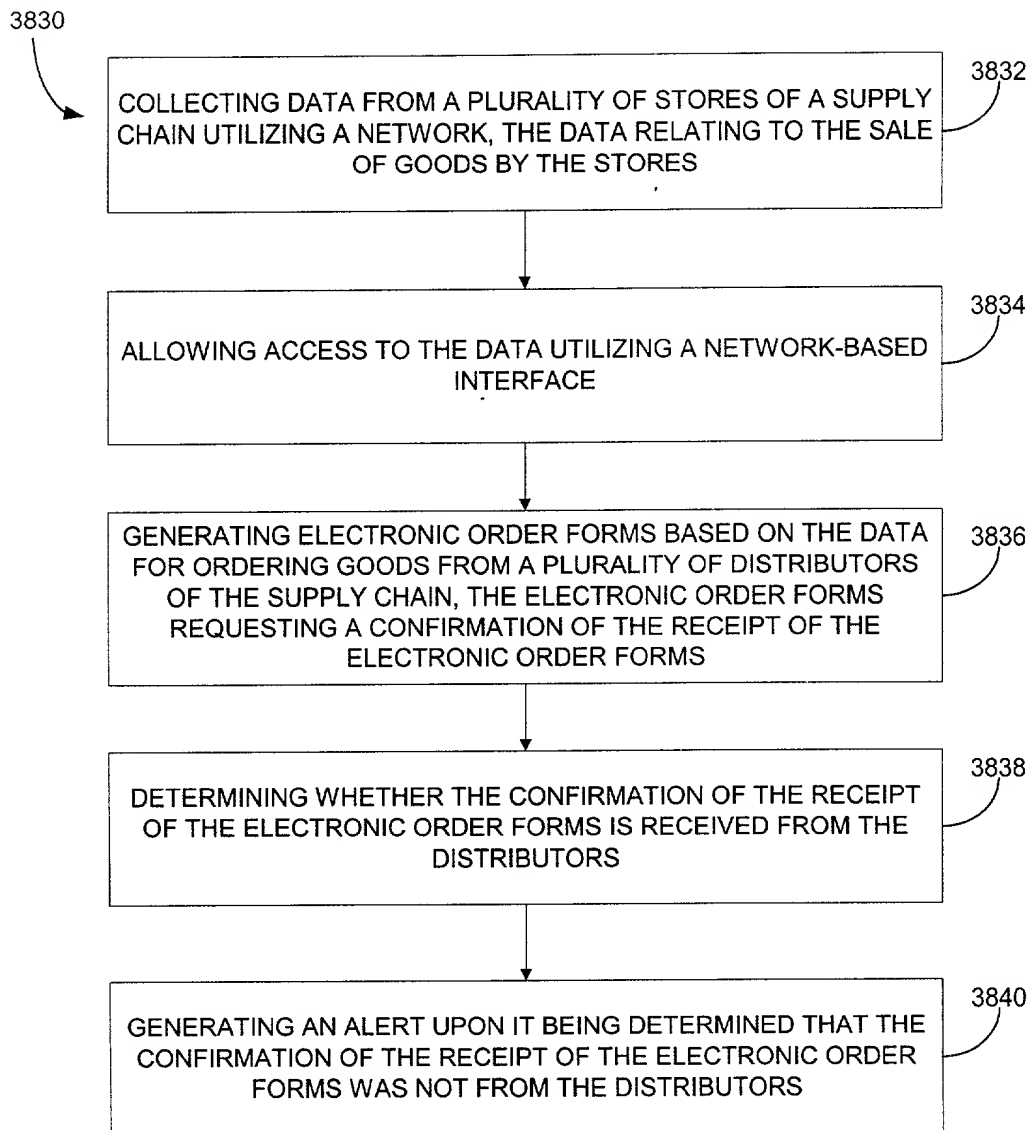 3830
3832
COLLECTING DATA FROM A PLURALITY OF STORES OF A SUPPLY
CHAIN UTILIZING A NETWORK, THE DATA RELATING TO THE SALE
OF GOODS BY THE STORES
3834
ALLOWING ACCESS TO THE DATA UTILIZING A NETWORK-BASED
INTERFACE
3836
GENERATING ELECTRONIC ORDER FORMS BASED ON THE DATA
FOR ORDERING GOODS FROM A PLURALITY OF DISTRIBUTORS
OF THE SUPPLY CHAIN, THE ELECTRONIC ORDER FORMS
REQUESTING A CONFIRMATION OF THE RECEIPT OF THE
ELECTRONIC ORDER FORMS
3838
DETERMINING WHETHER THE CONFIRMATION OF THE RECEIPT
OF THE ELECTRONIC ORDER FORMS IS RECEIVED FROM THE
DISTRIBUTORS
3840
GENERATING AN ALERT UPON IT BEING DETERMINED THAT THE
CONFIRMATION OF THE RECEIPT OF THE ELECTRONIC ORDER
FORMS WAS NOT FROM THE DISTRIBUTORS